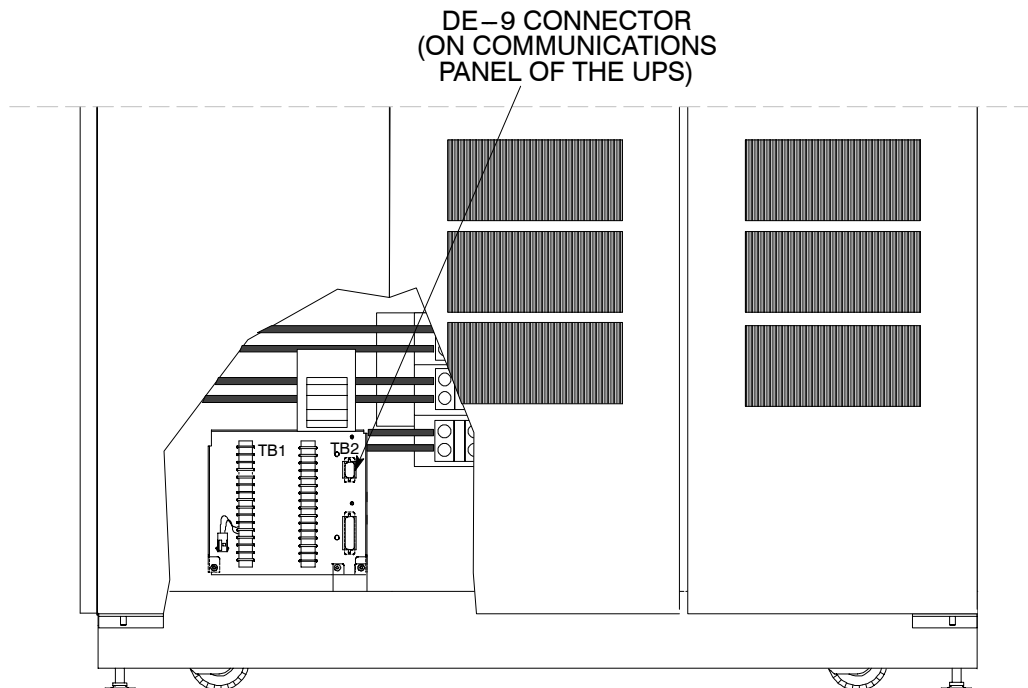 DE–9 CONNECTOR
(ON COMMUNICATIONS
PANEL OF THE UPS)
TB1
TB2